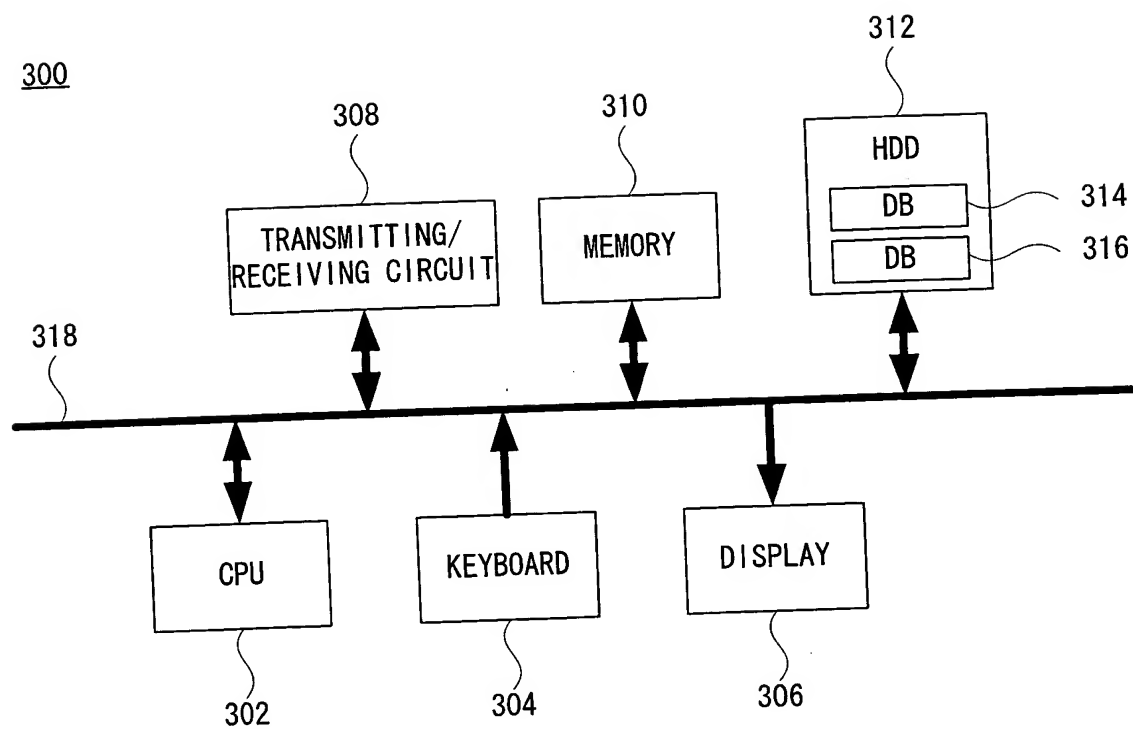 300
312
308
310
HDD
DB
314
DB
316
TRANSMITTING/
RECEIVING CIRCUIT
MEMORY
318
CPU
KEYBOARD
DISPLAY
302
304
306